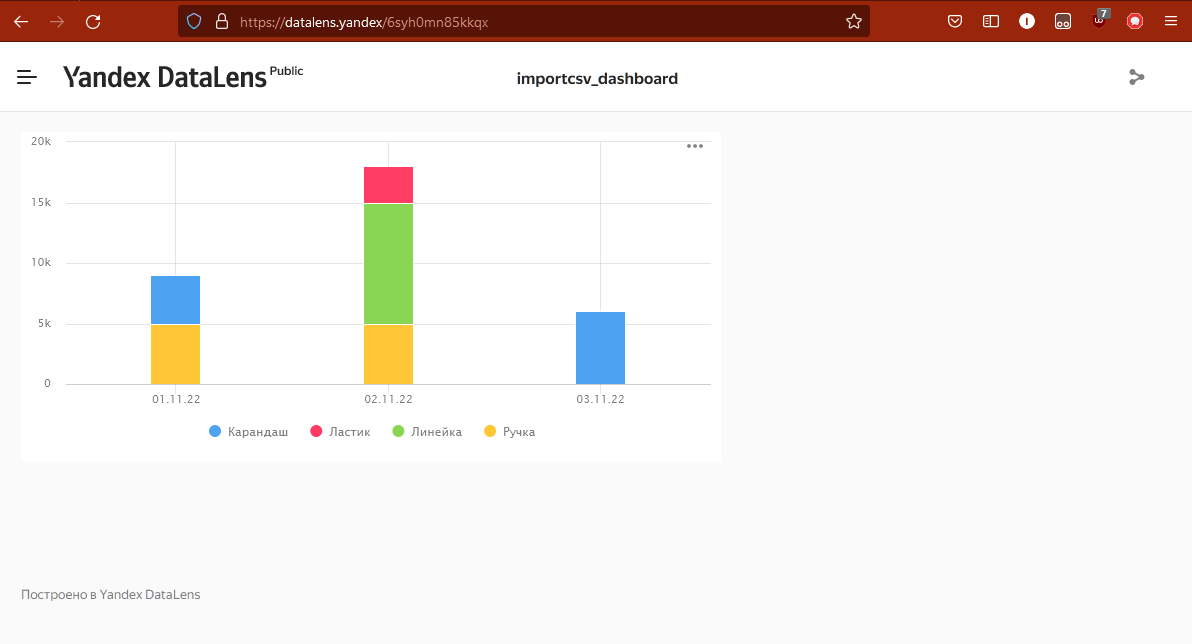 https://datalens.yandex/6syh0mn85kkqx
7
Yandex DataLens Public
importcsv_dashboard
20k
15k
10k
5k
0
01.11.22 02.11.22 03.11.22
Карандаш Ластик Линейка Ручка
Построено в Yandex DataLens